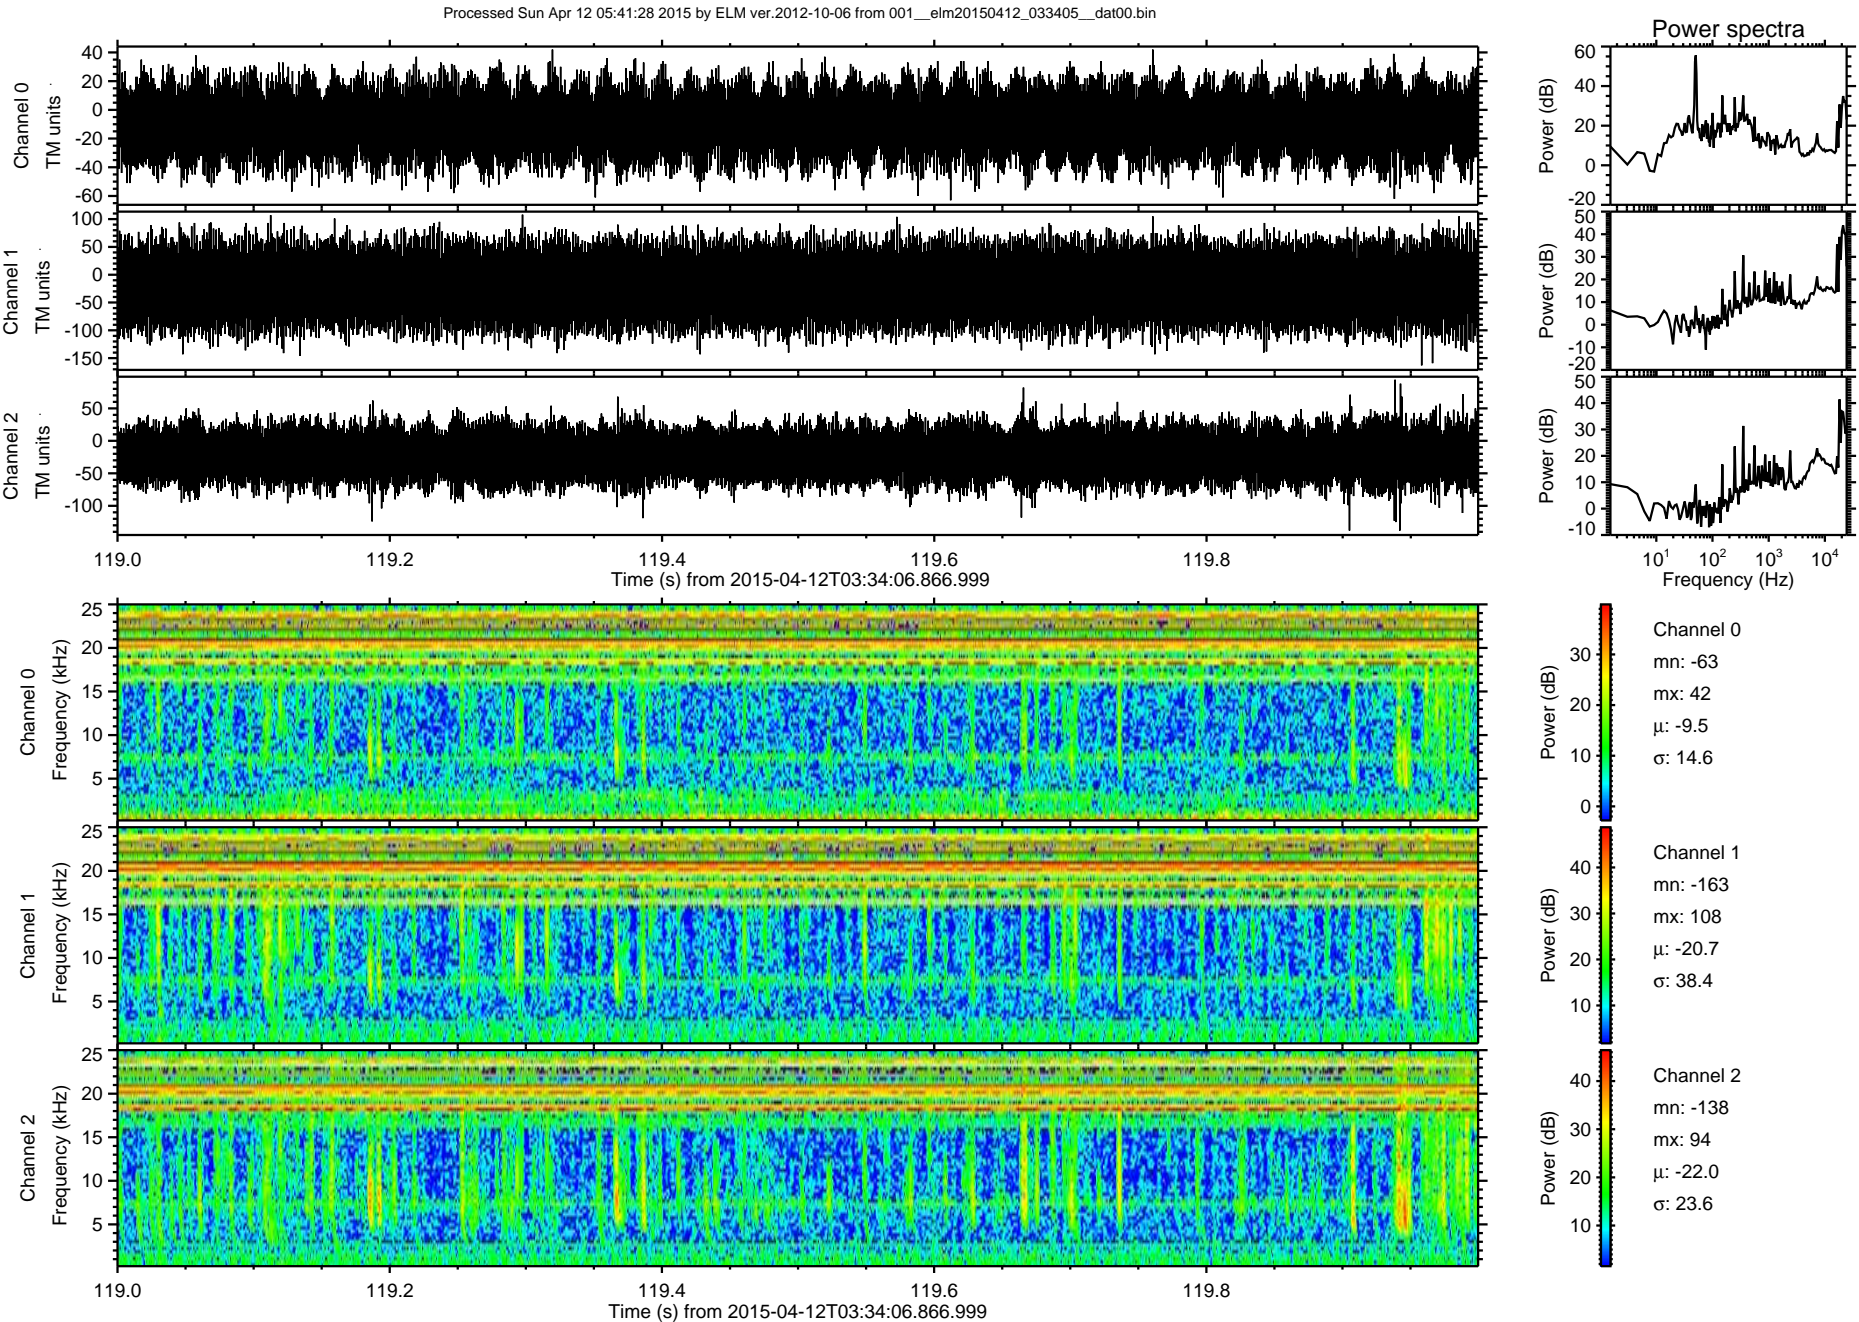 Processed Sun Apr 12 05:41:28 2015 by ELM ver.2012-10-06 from 001__elm20150412_033405__dat00.bin
Power spectra
Channel 0
TM units
40
20
0
-20
-40
-60
Power (dB)
60
40
20
0
-20
Channel 1
TM units
100
50
0
-50
-100
-150
Power (dB)
50
40
30
20
10
0
-10
-20
Channel 2
TM units
50
0
-50
-100
Power (dB)
50
40
30
20
10
0
-10
119.0 119.2 119.4 119.6 119.8
Time (s) from 2015-04-12T03:34:06.866.999
10¹ 10² 10³ 10⁴
Frequency (Hz)
Channel 0
Frequency (kHz)
25
20
15
10
5
Power (dB)
30
20
10
0
Channel 0
mn: -63
mx: 42
μ: -9.5
σ: 14.6
Channel 1
Frequency (kHz)
25
20
15
10
5
Power (dB)
40
30
20
10
Channel 1
mn: -163
mx: 108
μ: -20.7
σ: 38.4
Channel 2
Frequency (kHz)
25
20
15
10
5
Power (dB)
40
30
20
10
Channel 2
mn: -138
mx: 94
μ: -22.0
σ: 23.6
119.0 119.2 119.4 119.6 119.8
Time (s) from 2015-04-12T03:34:06.866.999